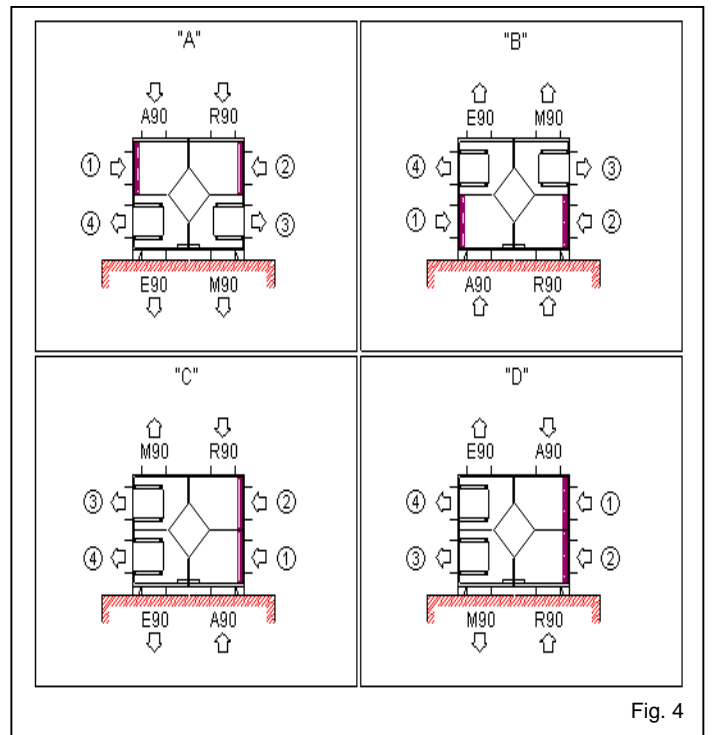 "A"
A90 R90
① ②
④ ③
E90 M90
"B"
E90 M90
④ ③
① ②
A90 R90
"C"
M90 R90
③ ②
④ ①
E90 A90
"D"
E90 A90
④ ①
③ ②
M90 R90
Fig. 4